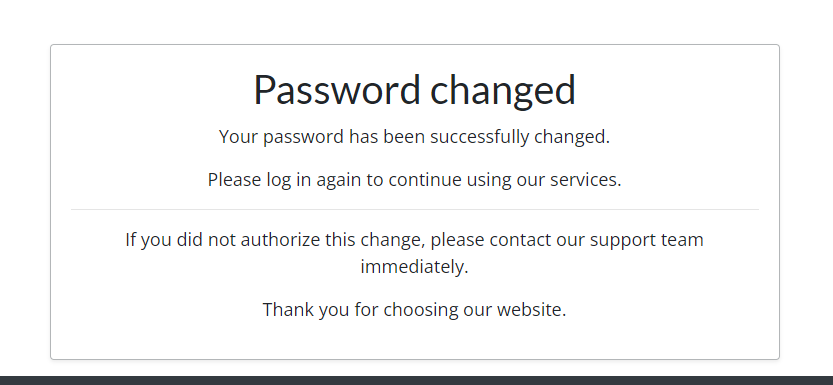 Password changed
Your password has been successfully changed.
Please log in again to continue using our services.
If you did not authorize this change, please contact our support team
immediately.
Thank you for choosing our website.